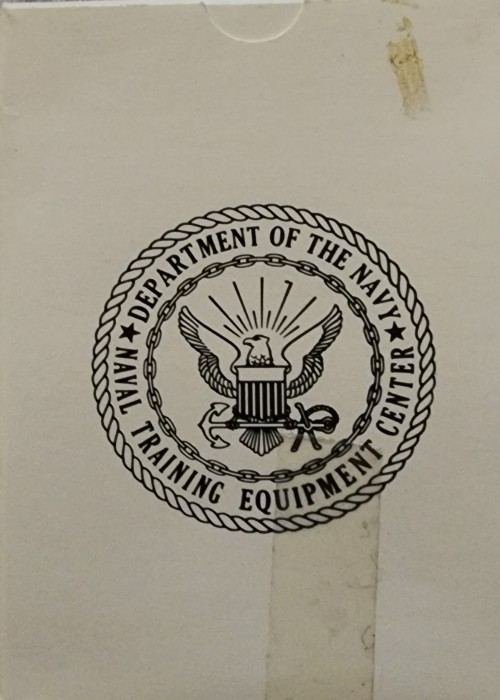 DEPARTMENT OF THE NAVY
NAVAL TRAINING EQUIPMENT CENTER